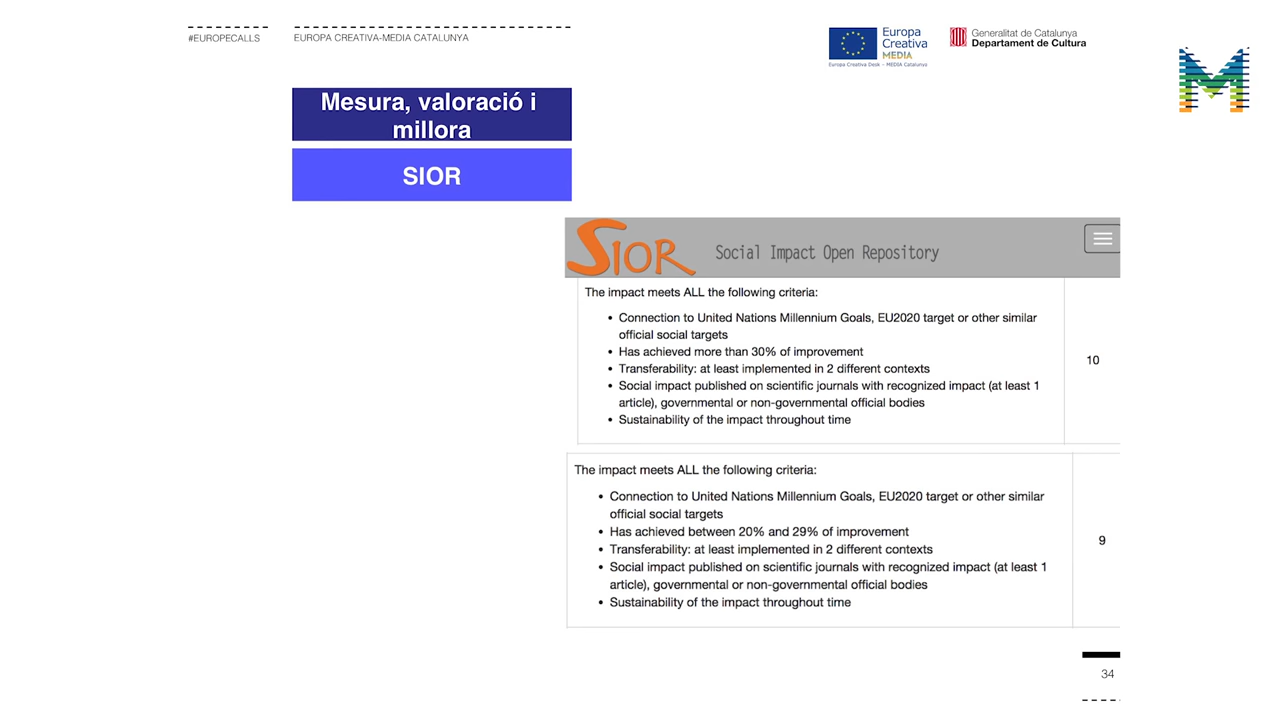 #EUROPECALLS
EUROPA CREATIVA-MEDIA CATALUNYA
Europa
Creativa
MEDIA
Europa Creativa Desk – MEDIA Catalunya
Generalitat de Catalunya
Departament de Cultura
M
Mesura, valoració i
millora
SIOR
SIOR
Social Impact Open Repository
The impact meets ALL the following criteria:
• Connection to United Nations Millennium Goals, EU2020 target or other similar
official social targets
• Has achieved more than 30% of improvement
• Transferability: at least implemented in 2 different contexts
• Social impact published on scientific journals with recognized impact (at least 1
article), governmental or non-governmental official bodies
• Sustainability of the impact throughout time
10
The impact meets ALL the following criteria:
• Connection to United Nations Millennium Goals, EU2020 target or other similar
official social targets
• Has achieved between 20% and 29% of improvement
• Transferability: at least implemented in 2 different contexts
• Social impact published on scientific journals with recognized impact (at least 1
article), governmental or non-governmental official bodies
• Sustainability of the impact throughout time
9
34